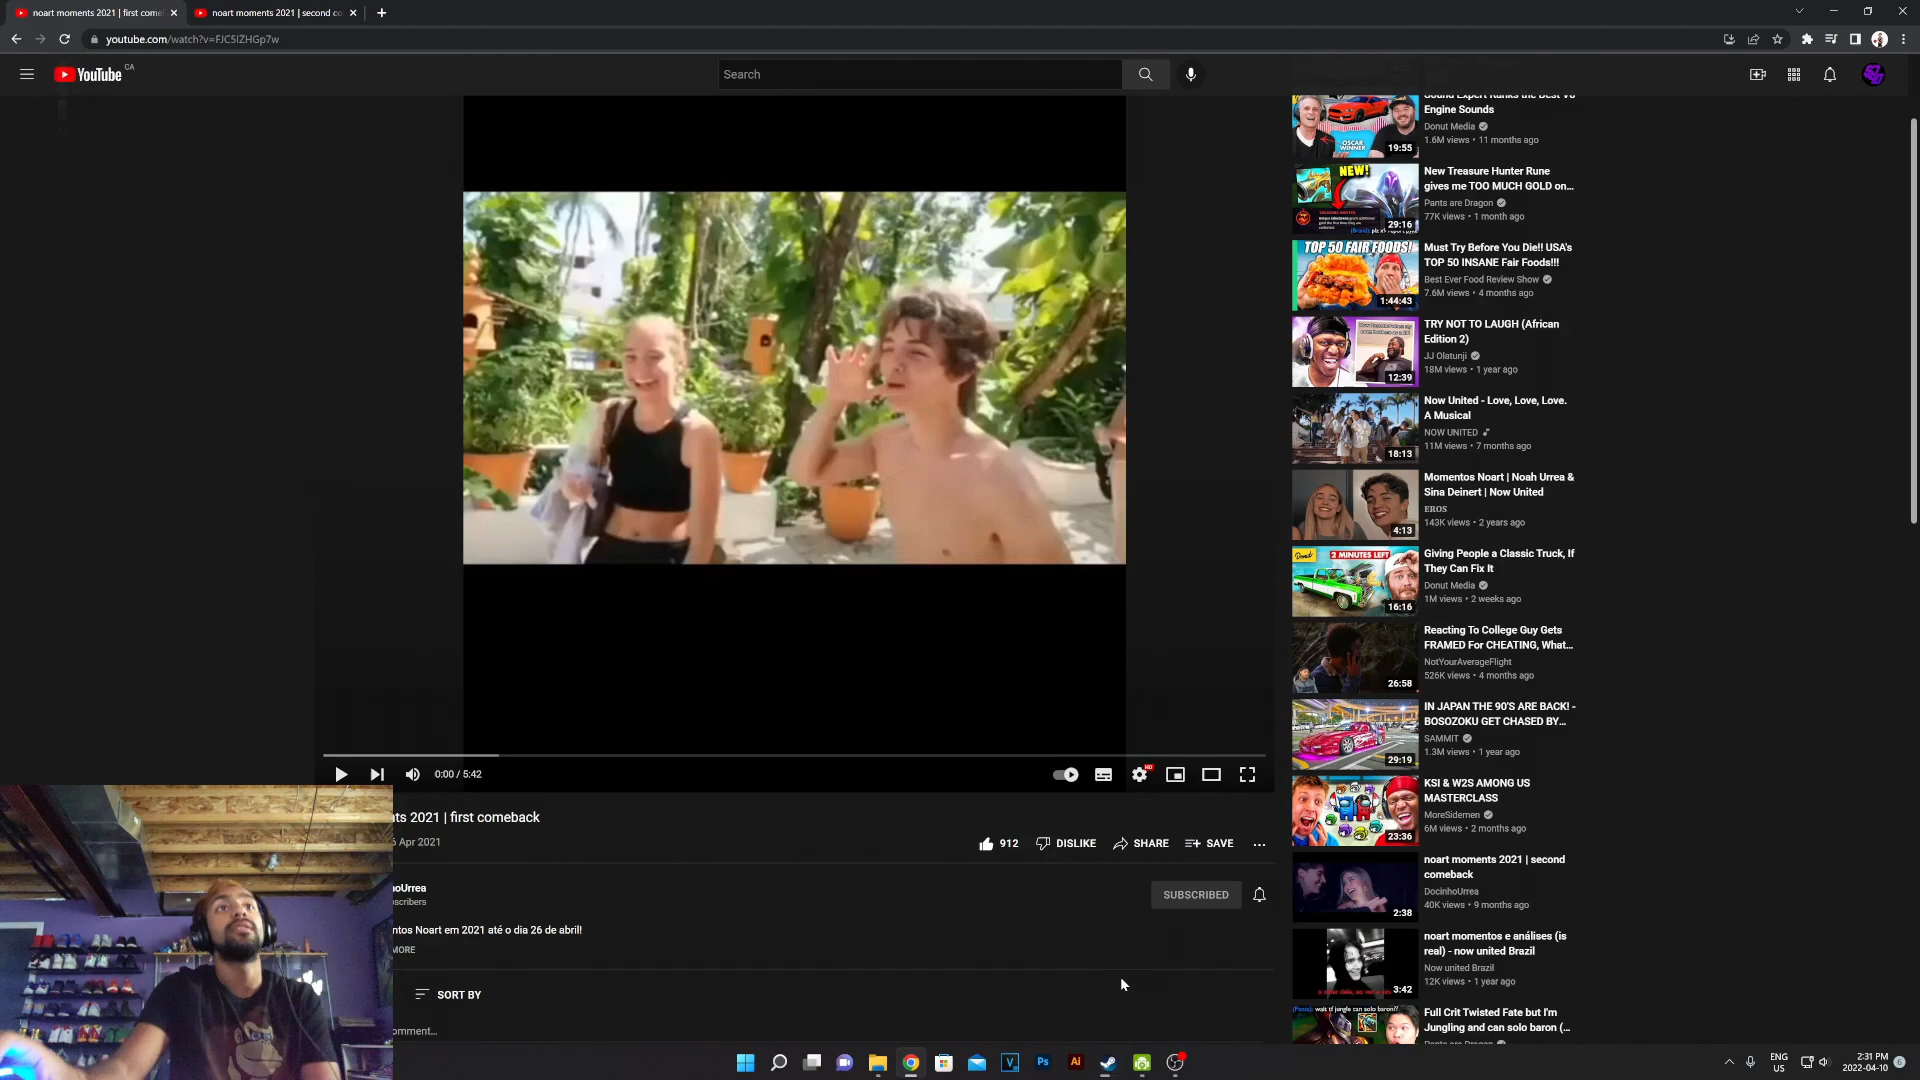 noart moments 2021 | first come
noart moments 2021 | second co
youtube.com/watch?v=FJC5IZHGp7w
YouTube CA
Search
Engine Sounds
Donut Media
1.6M views • 11 months ago
OSCAR
WINNER
19:55
NEW!
29:16
New Treasure Hunter Rune
gives me TOO MUCH GOLD on...
Pants are Dragon
77K views • 1 month ago
TOP 50 FAIR FOODS!
1:44:43
Must Try Before You Die!! USA's
TOP 50 INSANE Fair Foods!!!
Best Ever Food Review Show
7.6M views • 4 months ago
12:39
TRY NOT TO LAUGH (African
Edition 2)
JJ Olatunji
18M views • 1 year ago
18:13
Now United - Love, Love, Love.
A Musical
NOW UNITED
11M views • 7 months ago
4:13
Momentos Noart | Noah Urrea &
Sina Deinert | Now United
EROS
143K views • 2 years ago
Donut
2 MINUTES LEFT
16:16
Giving People a Classic Truck, If
They Can Fix It
Donut Media
1M views • 2 weeks ago
26:58
Reacting To College Guy Gets
FRAMED For CHEATING, What...
NotYourAverageFlight
526K views • 4 months ago
29:19
IN JAPAN THE 90'S ARE BACK! -
BOSOZOKU GET CHASED BY...
SAMMIT
1.3M views • 1 year ago
23:36
KSI & W2S AMONG US
MASTERCLASS
MoreSidemen
6M views • 2 months ago
2:38
noart moments 2021 | second
comeback
DocinhoUrrea
40K views • 9 months ago
3:42
noart momentos e análises (is
real) - now united Brazil
Now united Brazil
12K views • 1 year ago
Full Crit Twisted Fate but I'm
Jungling and can solo baron (...
0:00 / 5:42
HD
ts 2021 | first comeback
Apr 2021
912
DISLIKE
SHARE
SAVE
oUrrea
scribers
SUBSCRIBED
ntos Noart em 2021 até o dia 26 de abril!
MORE
SORT BY
omment...
V
Ps
Ai
ENG
US
2:31 PM
2022-04-10
6